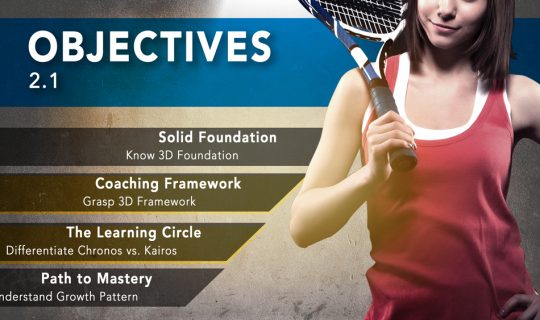 OBJECTIVES
2.1
Solid Foundation
Know 3D Foundation
Coaching Framework
Grasp 3D Framework
The Learning Circle
Differentiate Chronos vs. Kairos
Path to Mastery
nderstand Growth Pattern